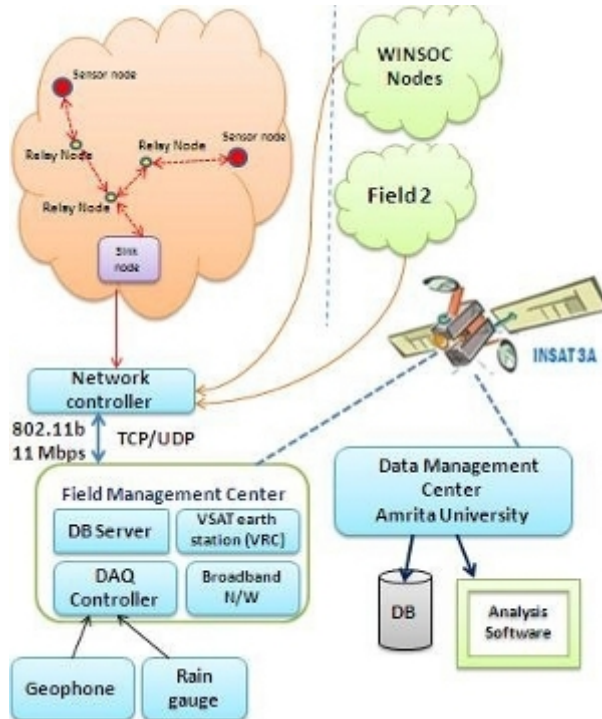 Sensor node
WINSOC
Nodes
Sensor node
Relay Node
Relay Node
Relay Node
Field 2
Sink
node
INSAT 3A
Network
controller
802.11b
11 Mbps
TCP/UDP
Field Management Center
DB Server
VSAT earth
station (VRC)
DAQ
Controller
Broadband
N/W
Data Management
Center
Amrita University
DB
Analysis
Software
Geophone
Rain
gauge